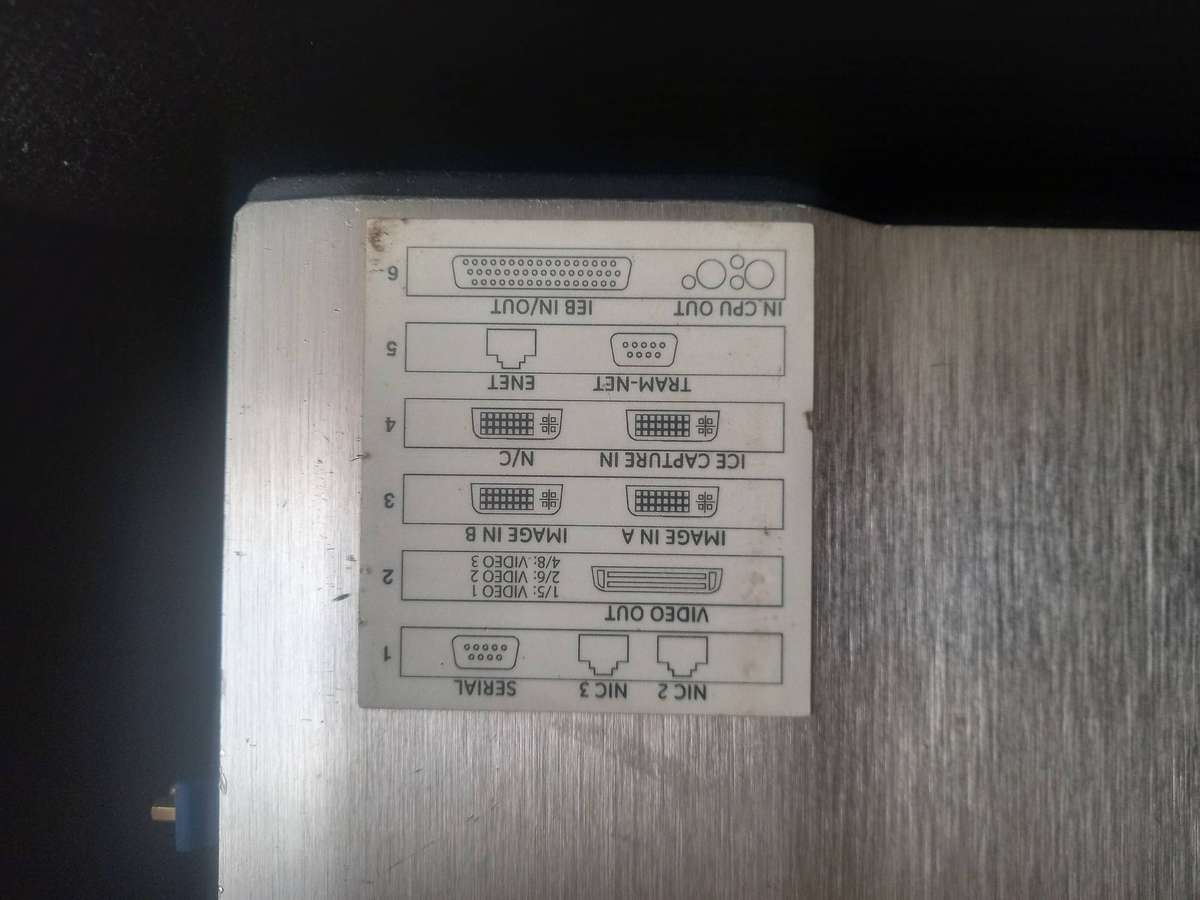 NIC 2 NIC 3 SERIAL
1
VIDEO OUT
1/5: VIDEO 1
2/6: VIDEO 2
4/8: VIDEO 3
2
IMAGE IN A IMAGE IN B
3
ICE CAPTURE IN N/C
4
TRAM-NET ENET
5
IN CPU OUT IEB IN/OUT
6